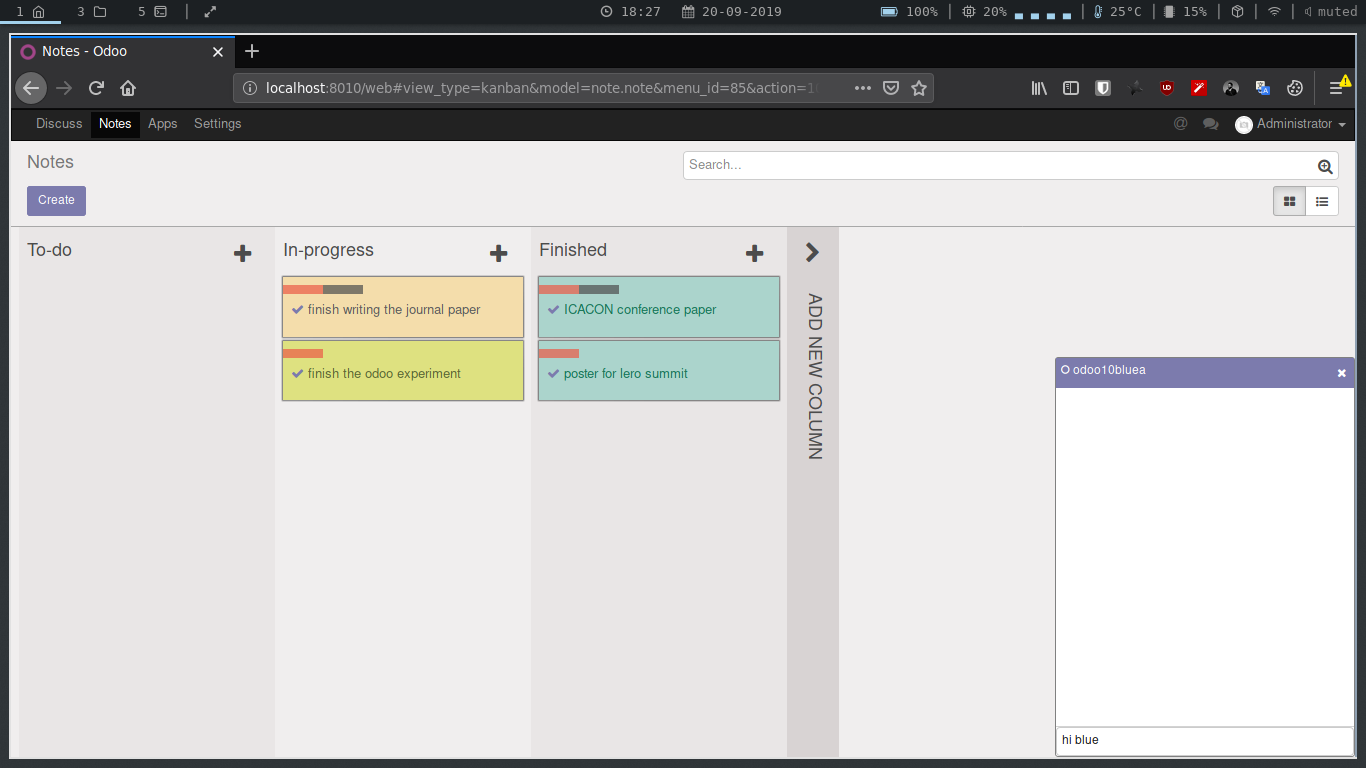 1 3 5 18:27 20-09-2019 100% 20% 25°C 15% muted
Notes - Odoo
localhost:8010/web#view_type=kanban&model=note.note&menu_id=85&action=1
Discuss Notes Apps Settings @ Administrator
Notes
Search...
Create
To-do
In-progress
finish writing the journal paper
finish the odoo experiment
Finished
ICACON conference paper
poster for lero summit
ADD NEW COLUMN
odoo10bluea
hi blue